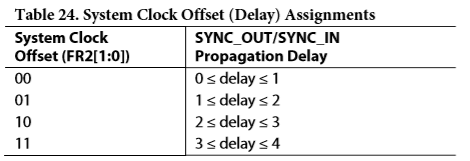 Table 24. System Clock Offset (Delay) Assignments
System Clock SYNC_OUT/SYNC_IN
Offset (FR2[1:0]) Propagation Delay
00 0 ≤ delay ≤ 1
01 1 ≤ delay ≤ 2
10 2 ≤ delay ≤ 3
11 3 ≤ delay ≤ 4